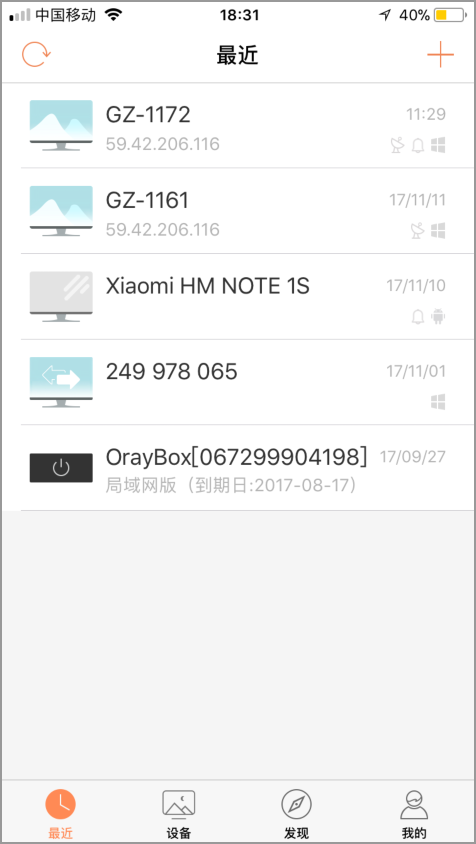 中国移动 18:31 40%
最近
GZ-1172 11:29
59.42.206.116
GZ-1161 17/11/11
59.42.206.116
Xiaomi HM NOTE 1S 17/11/10
249 978 065 17/11/01
OrayBox[067299904198] 17/09/27
局域网版（到期日:2017-08-17）
最近 设备 发现 我的